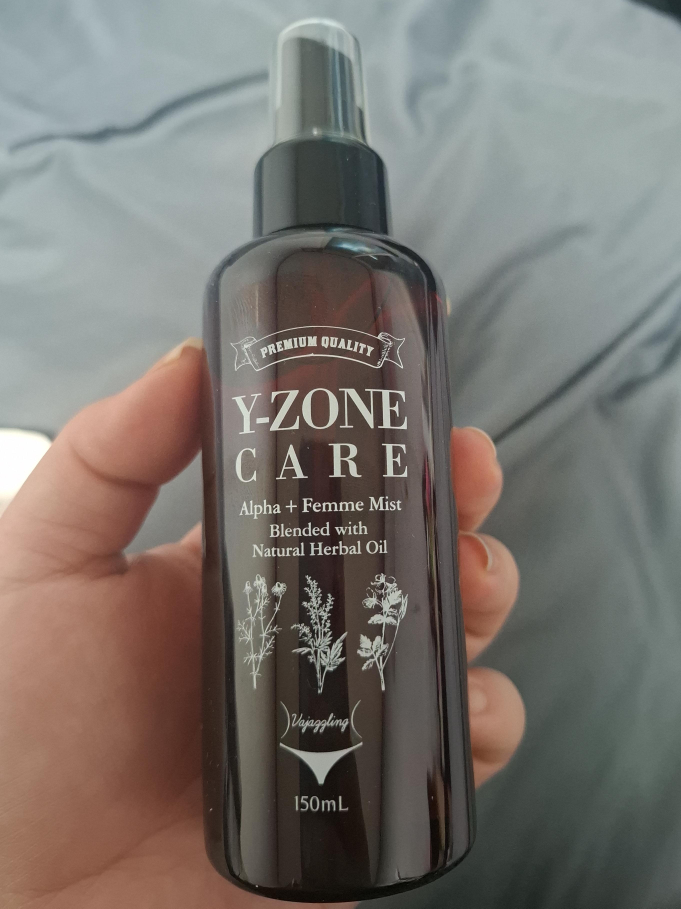 PREMIUM QUALITY
Y-ZONE
CARE
Alpha + Femme Mist
Blended with
Natural Herbal Oil
Vajazzling
150mL